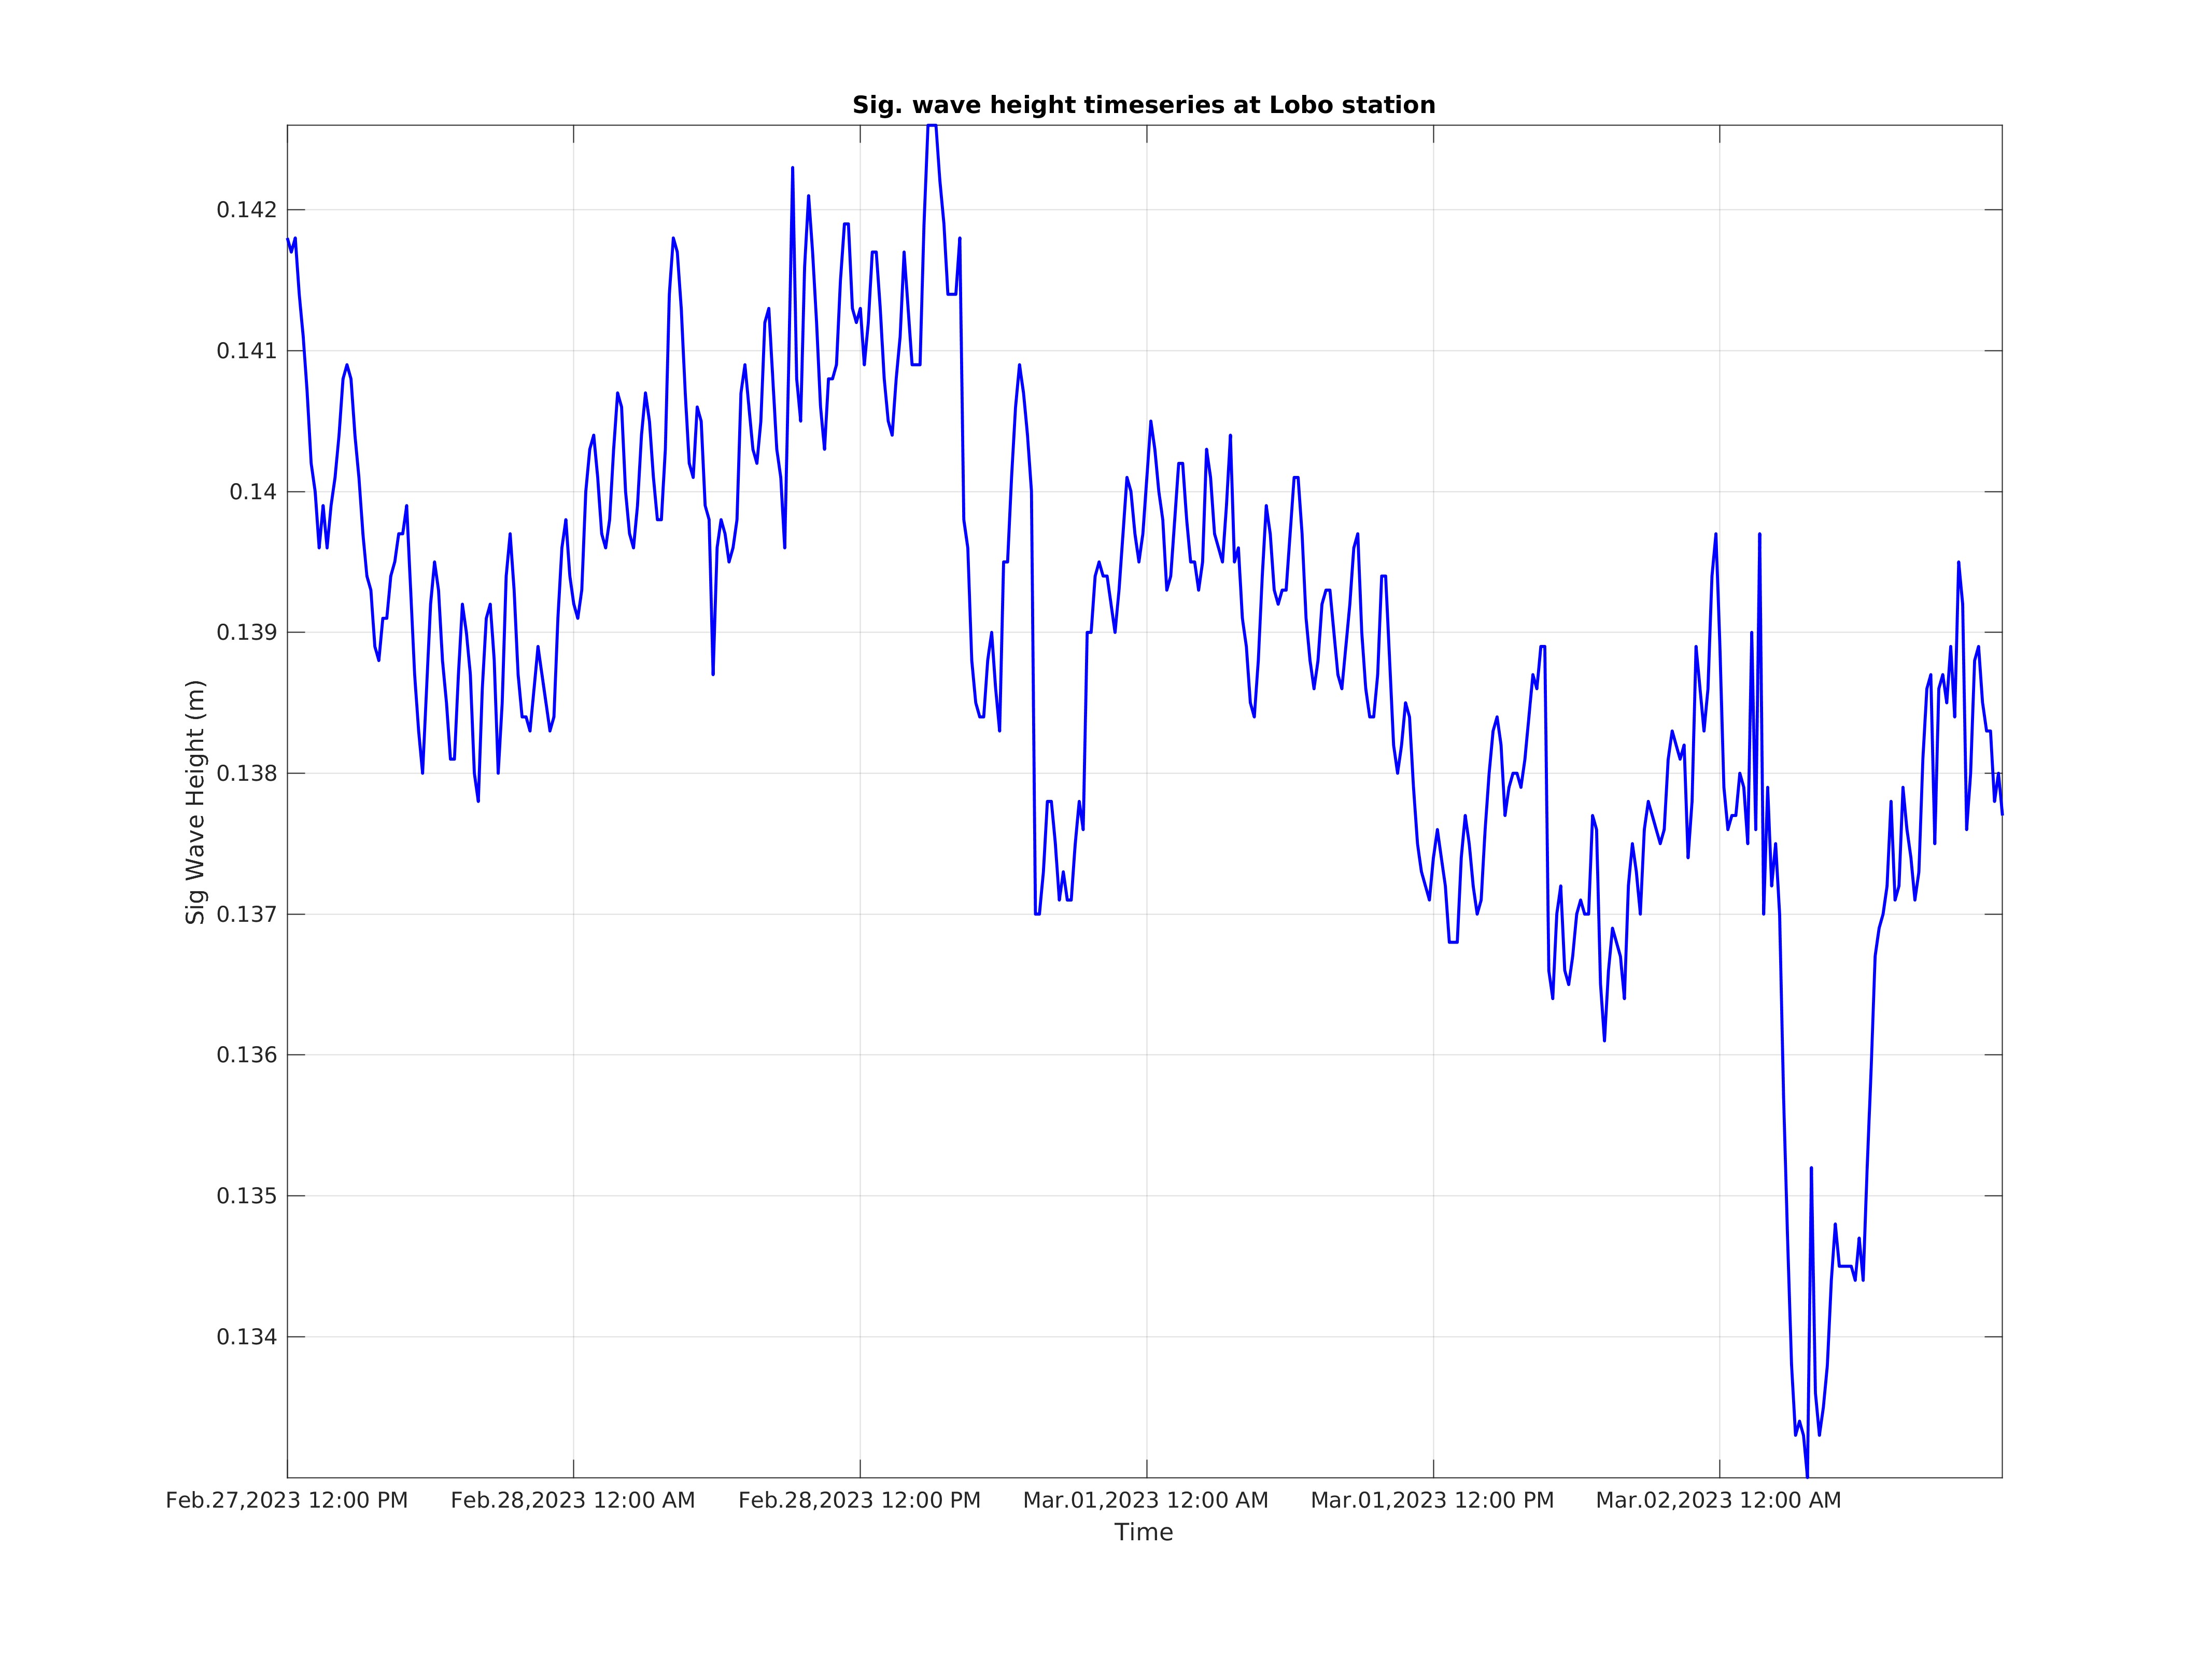 Sig. wave height timeseries at Lobo station
0.142
0.141
0.14
0.139
0.138
0.137
0.136
0.135
0.134
Sig Wave Height (m)
Feb.27,2023 12:00 PM Feb.28,2023 12:00 AM Feb.28,2023 12:00 PM Mar.01,2023 12:00 AM Mar.01,2023 12:00 PM Mar.02,2023 12:00 AM
Time